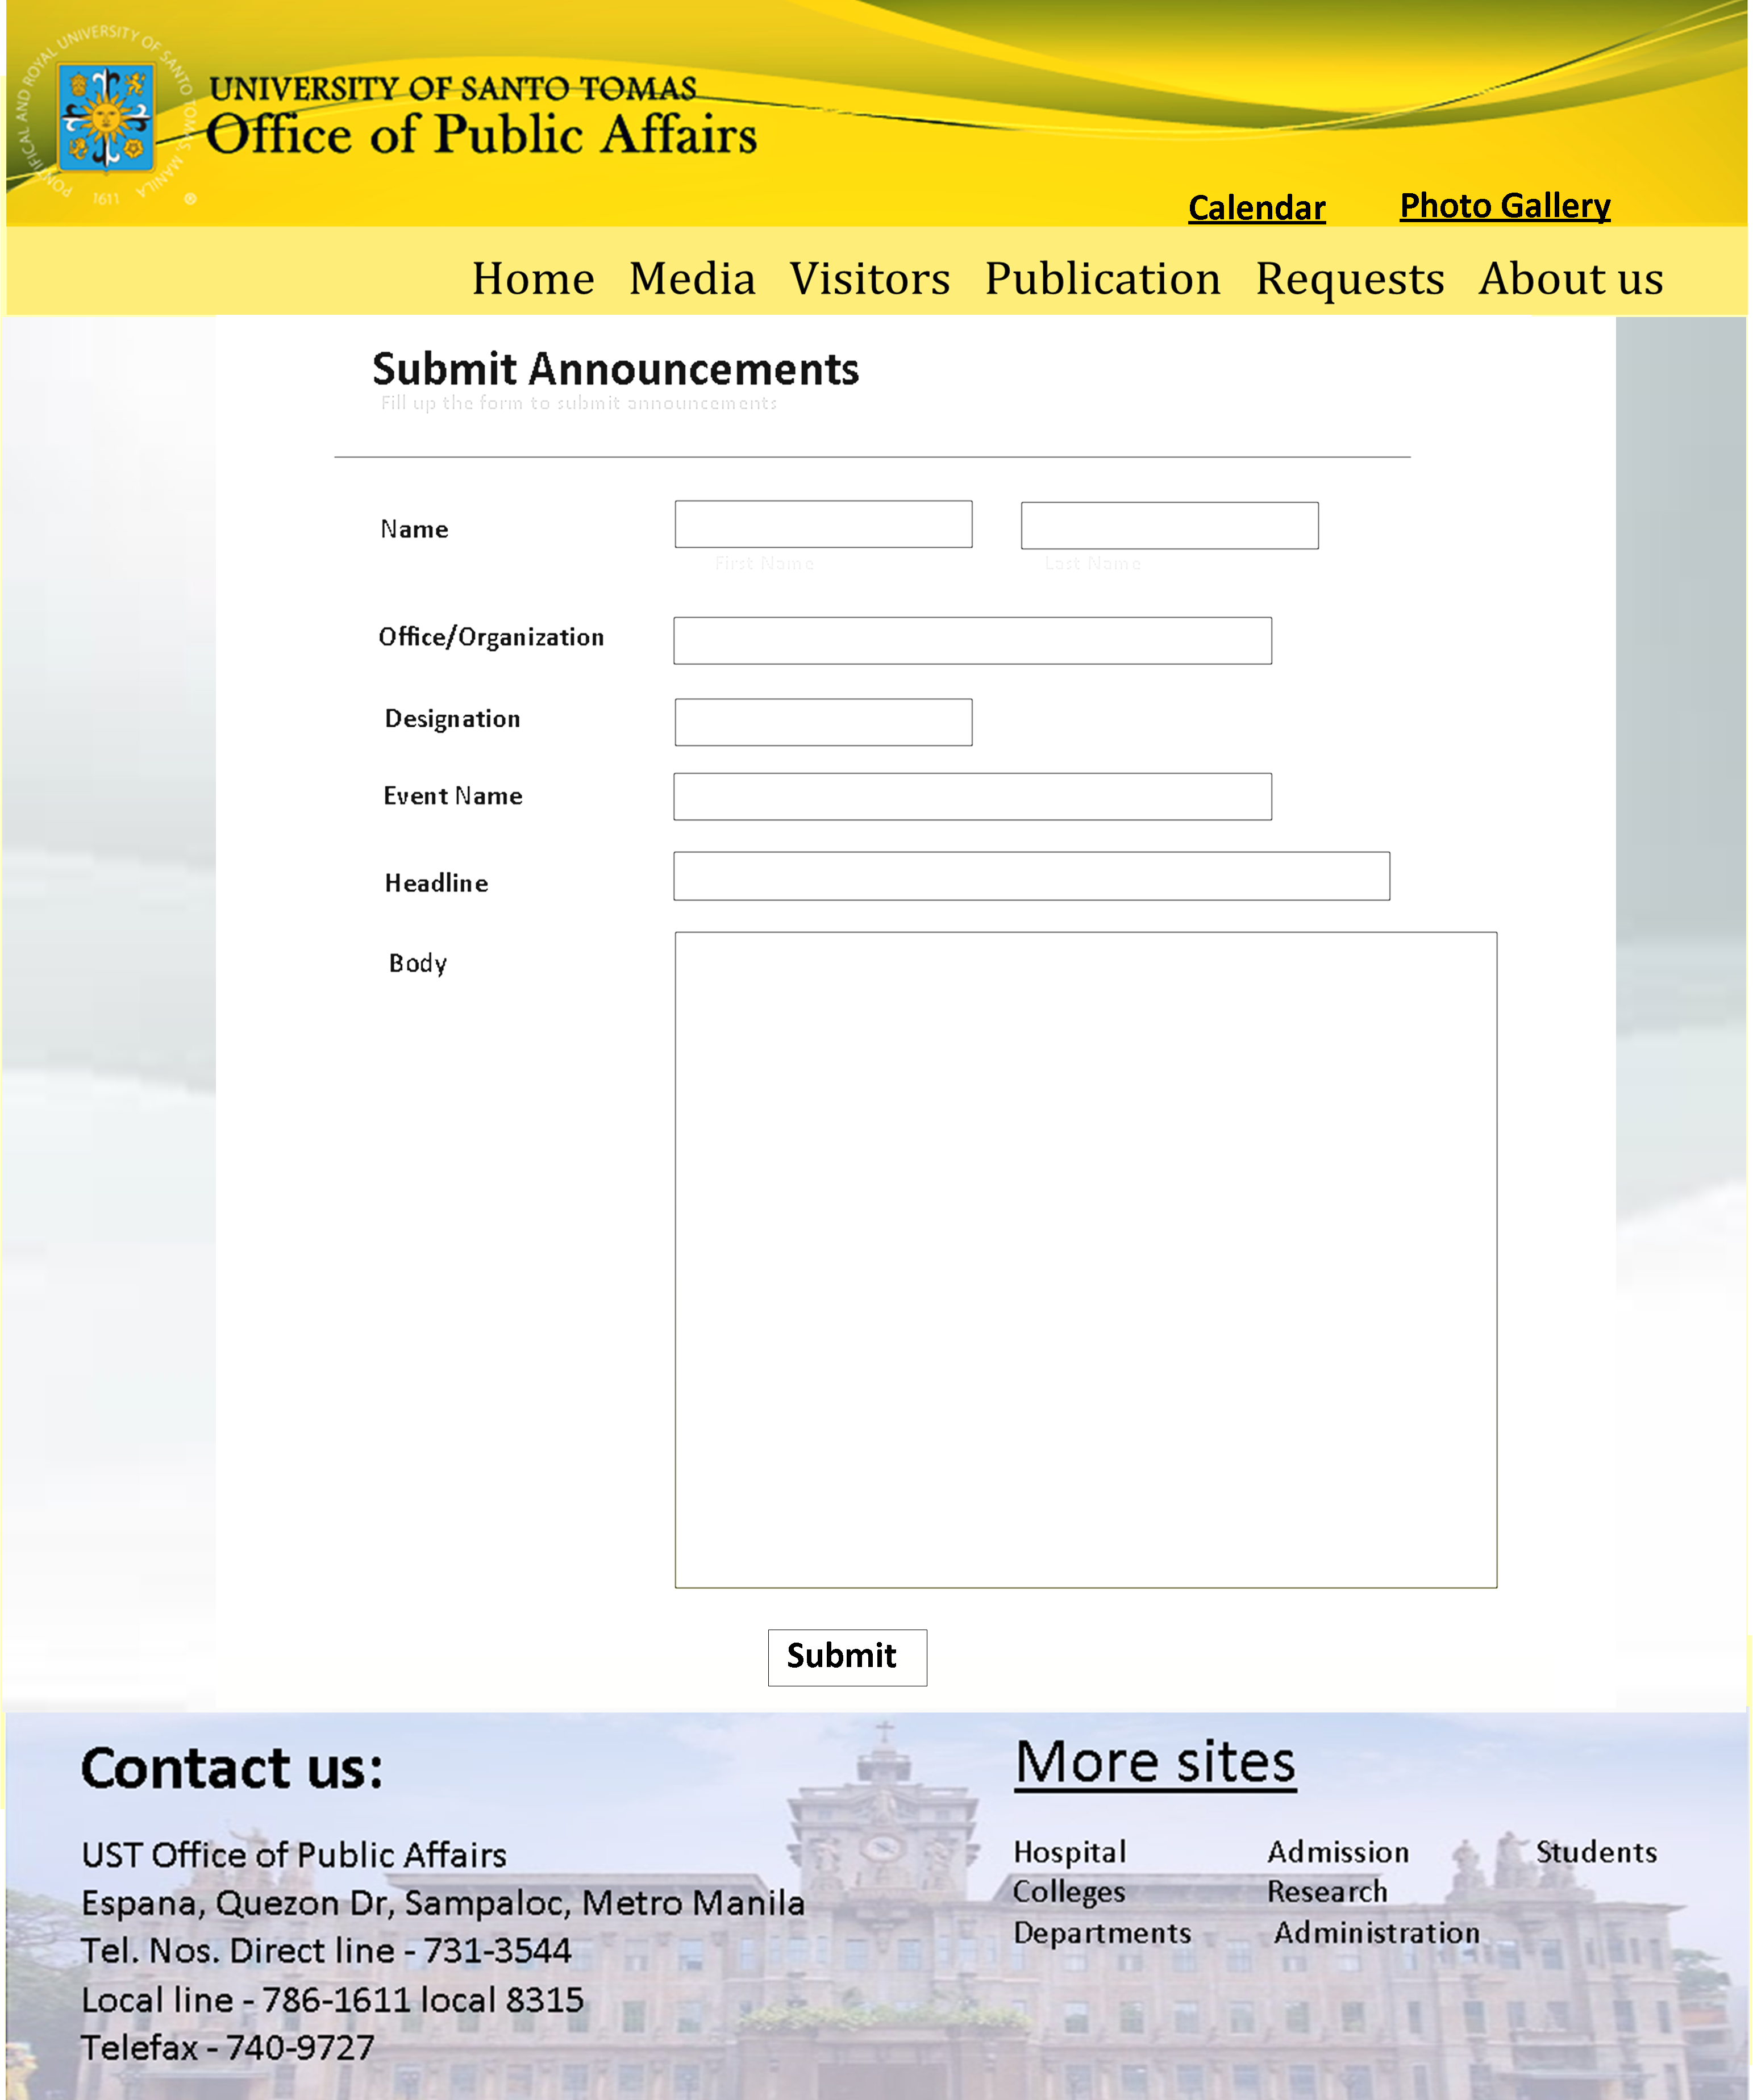 PONTIFICAL AND ROYAL UNIVERSITY OF SANTO TOMAS, MANILA
1611 ®
UNIVERSITY OF SANTO TOMAS
Office of Public Affairs
Calendar Photo Gallery
Home Media Visitors Publication Requests About us
Submit Announcements
Fill up the form to submit announcements
Name
First Name Last Name
Office/Organization
Designation
Event Name
Headline
Body
Submit
Contact us:
UST Office of Public Affairs
Espana, Quezon Dr, Sampaloc, Metro Manila
Tel. Nos. Direct line - 731-3544
Local line - 786-1611 local 8315
Telefax - 740-9727
More sites
Hospital Admission Students
Colleges Research
Departments Administration